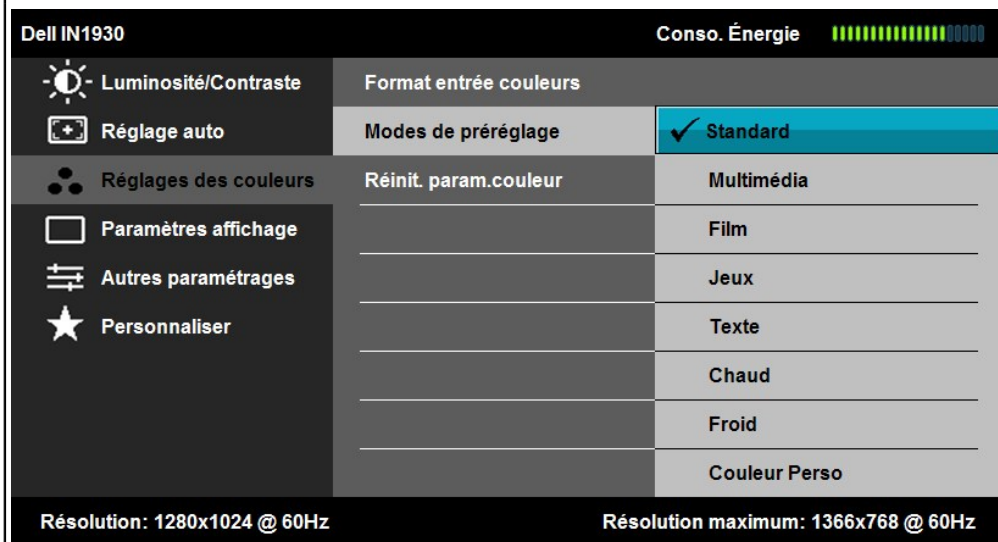 Dell IN1930
Conso. Énergie
Luminosité/Contraste
Réglage auto
Réglages des couleurs
Paramètres affichage
Autres paramétrages
Personnaliser
Format entrée couleurs
Modes de préréglage
Réinit. param.couleur
Standard
Multimédia
Film
Jeux
Texte
Chaud
Froid
Couleur Perso
Résolution: 1280x1024 @ 60Hz
Résolution maximum: 1366x768 @ 60Hz